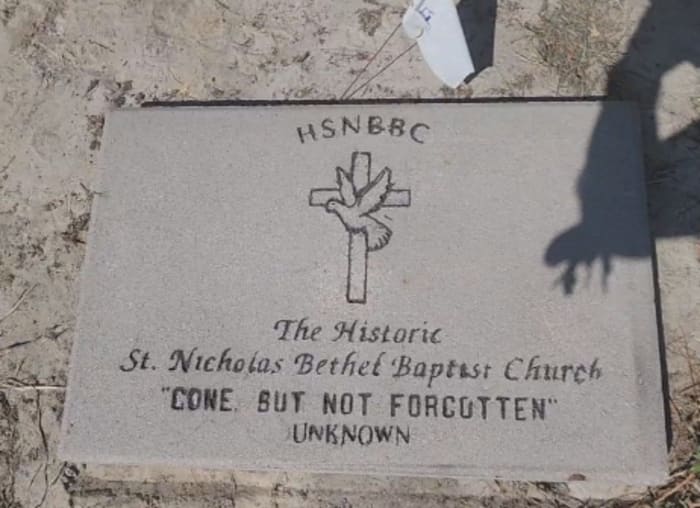 HSNBBC
The Historic
St. Nicholas Bethel Baptist Church
"GONE, BUT NOT FORGOTTEN"
UNKNOWN